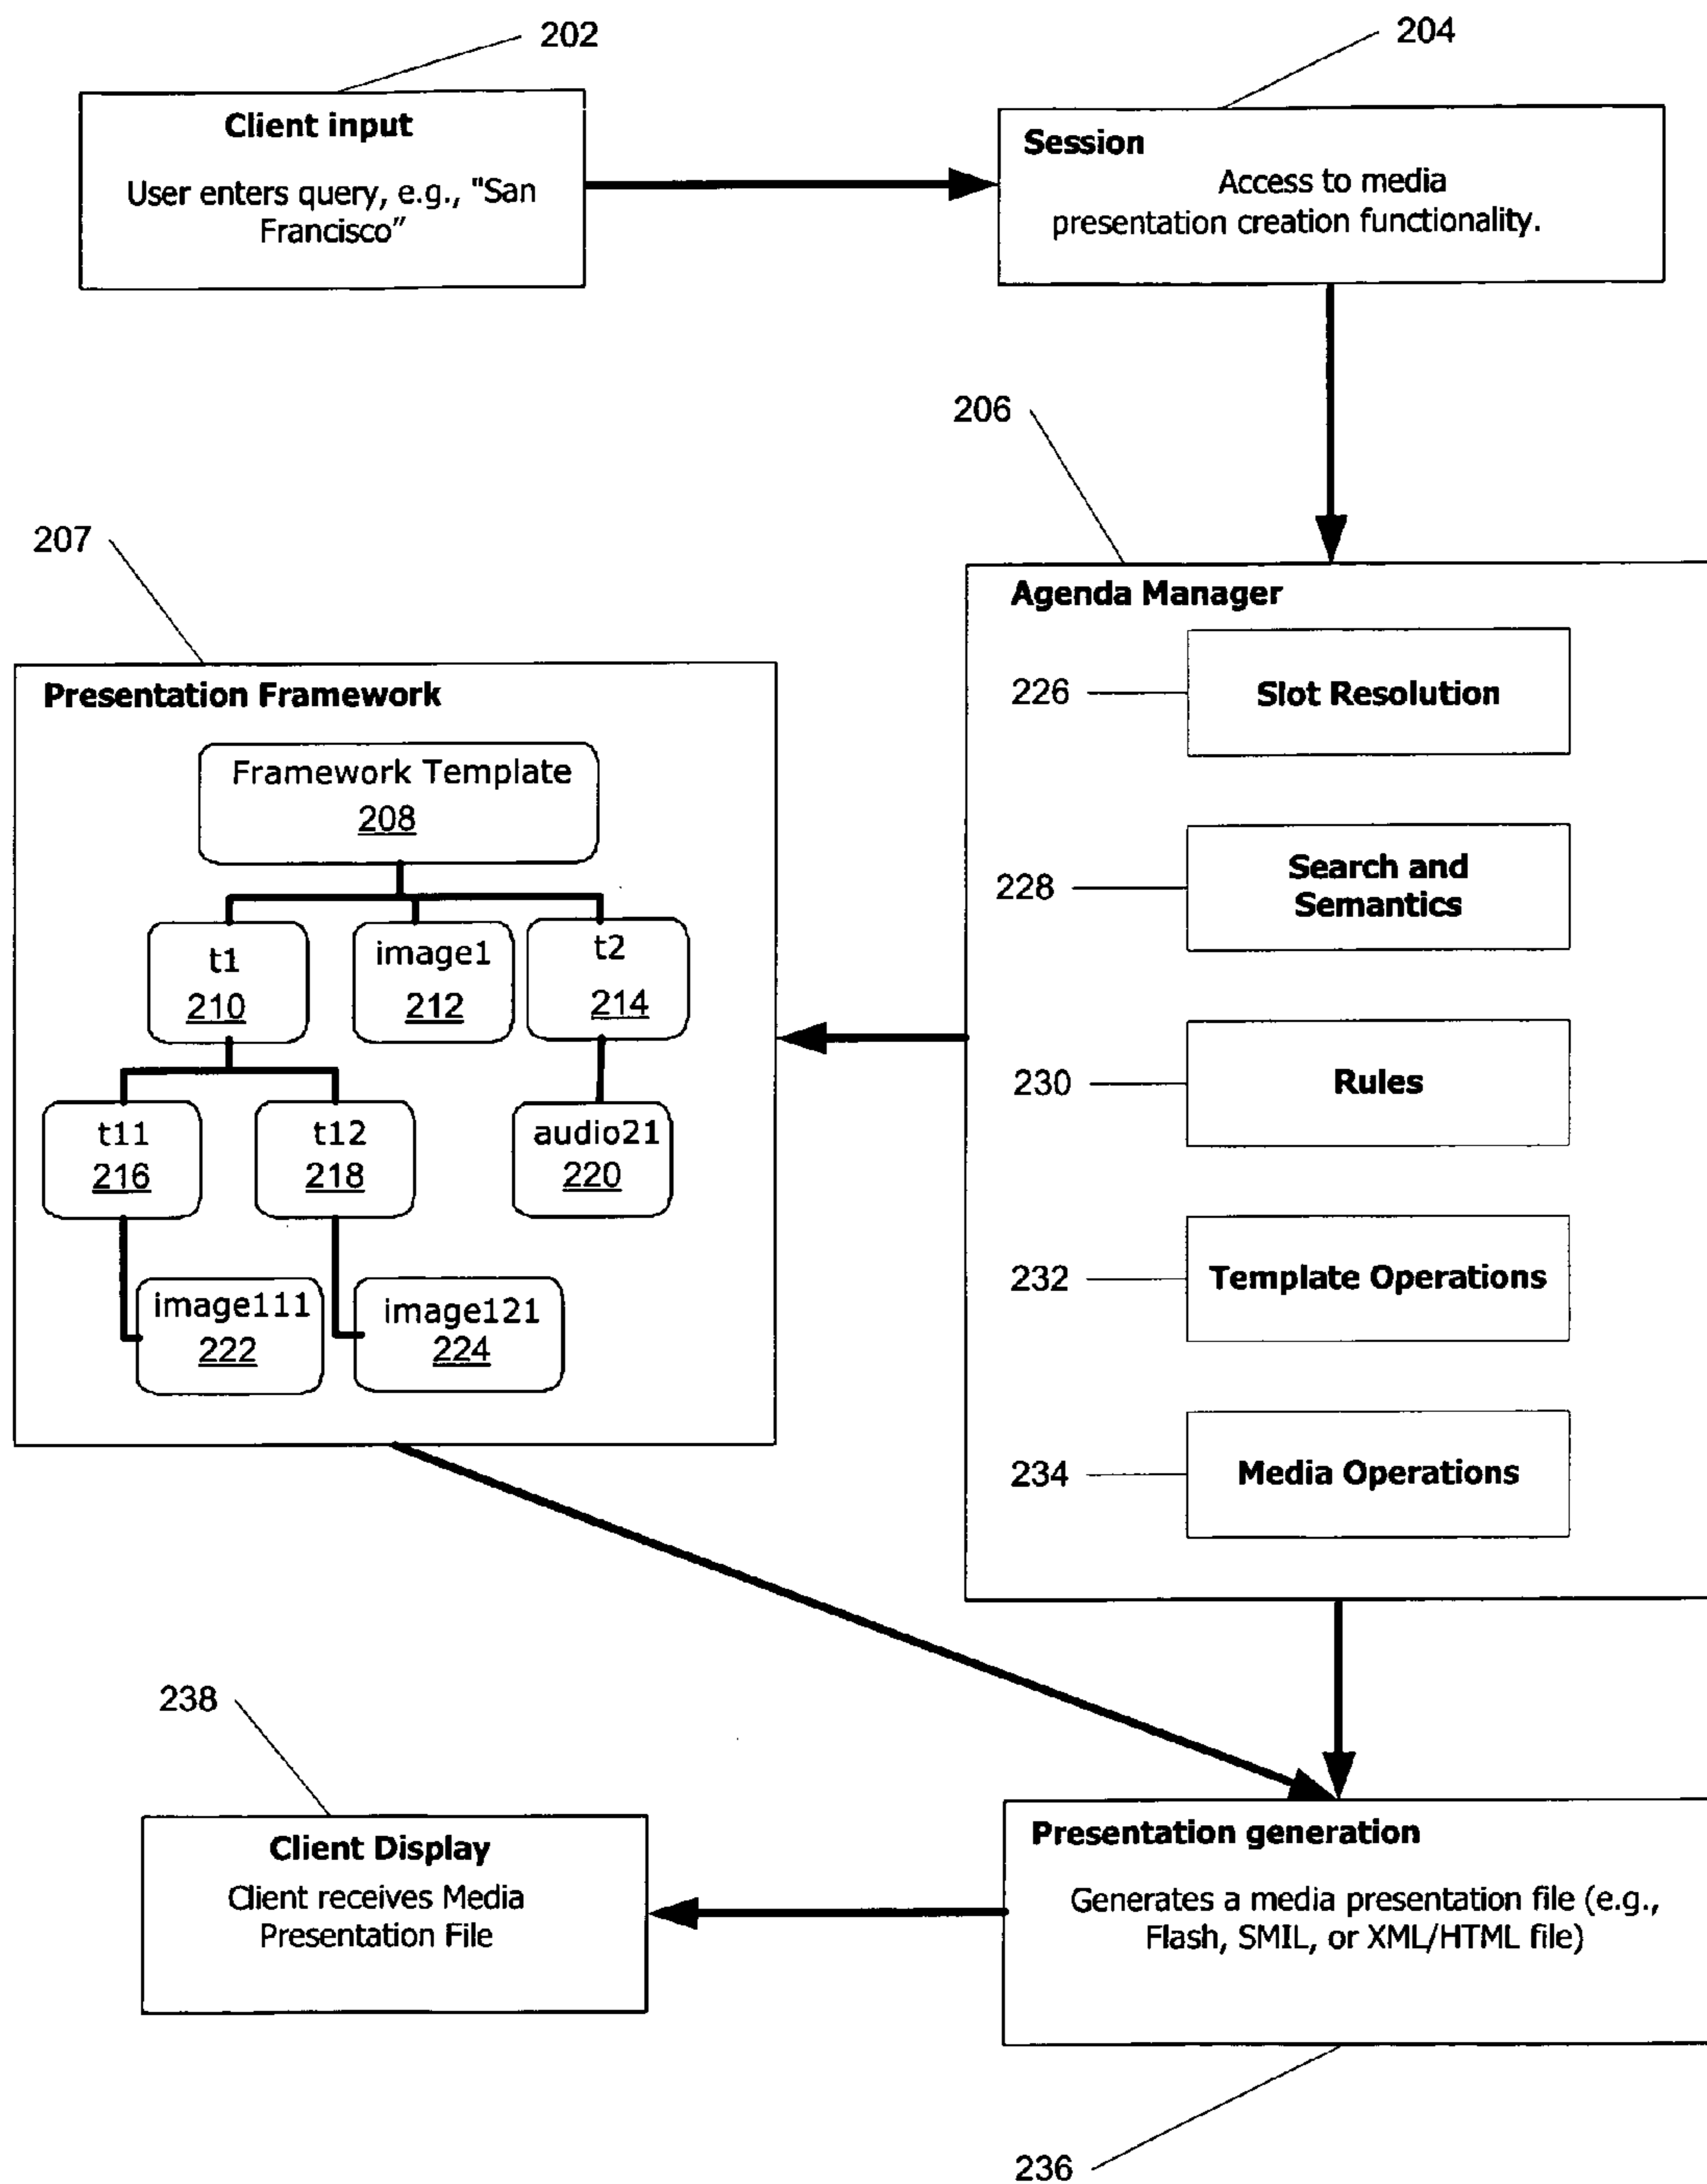 202
204
Client input
User enters query, e.g., "San
Francisco"
Session
Access to media
presentation creation functionality.
206
207
Agenda Manager
226
Slot Resolution
228
Search and
Semantics
230
Rules
232
Template Operations
234
Media Operations
Presentation Framework
Framework Template
208
t1
210
image1
212
t2
214
t11
216
t12
218
audio21
220
image111
222
image121
224
238
Client Display
Client receives Media
Presentation File
Presentation generation
Generates a media presentation file (e.g.,
Flash, SMIL, or XML/HTML file)
236